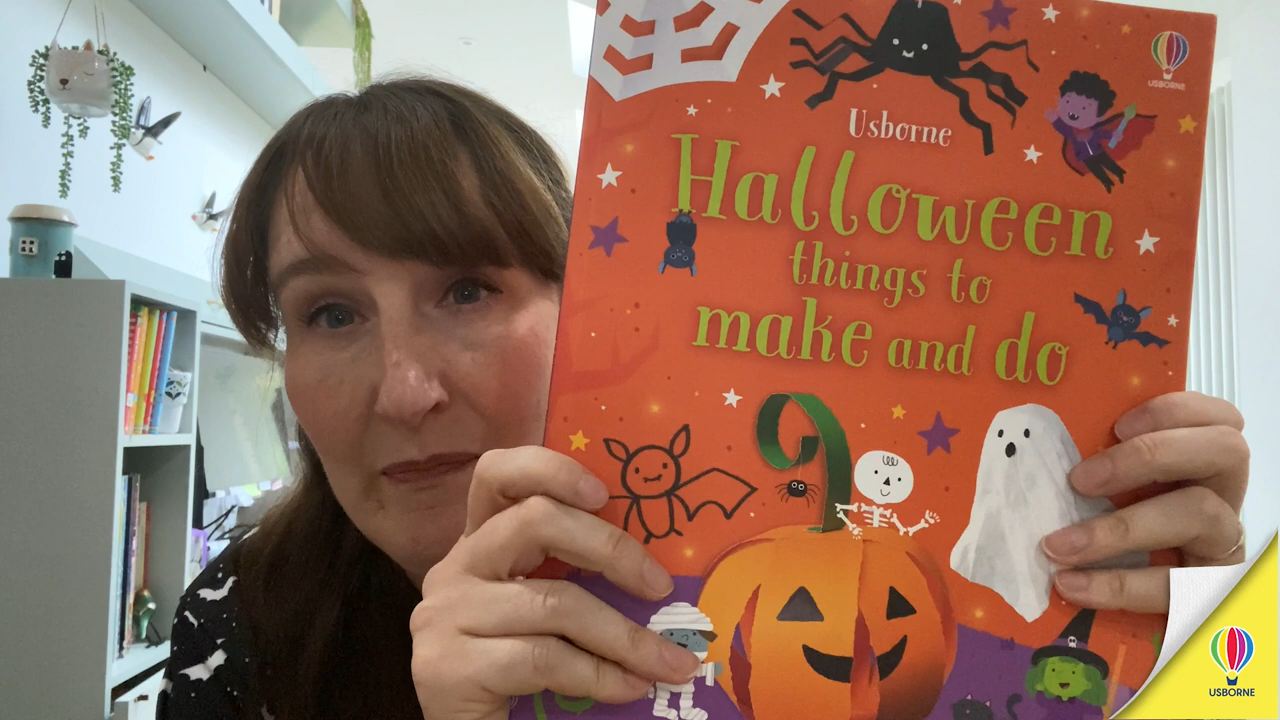 USBORNE
Usborne
Halloween
things to
make and do
USBORNE